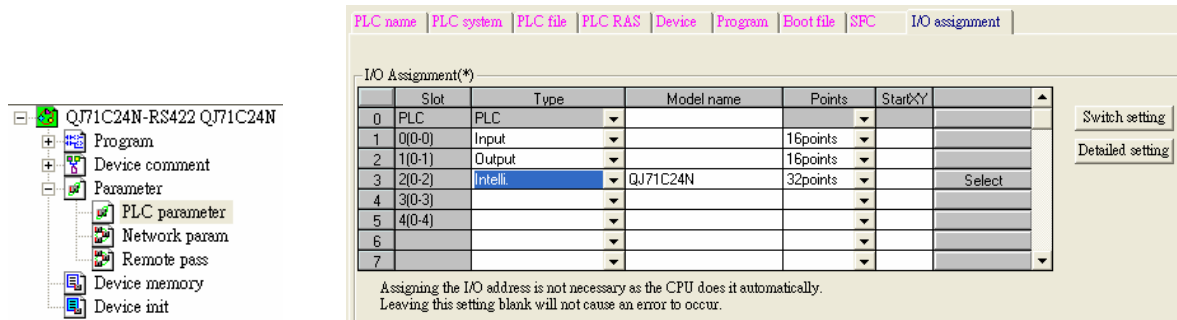 QJ71C24N-RS422 QJ71C24N
Program
Device comment
Parameter
PLC parameter
Network param
Remote pass
Device memory
Device init
PLC name PLC system PLC file PLC RAS Device Program Boot file SFC I/O assignment
I/O Assignment(*)
Slot Type Model name Points StartXY
0 PLC PLC
1 0(0-0) Input 16points
2 1(0-1) Output 16points
3 2(0-2) Intelli. QJ71C24N 32points Select
4 3(0-3)
5 4(0-4)
6
7
Switch setting
Detailed setting
Assigning the I/O address is not necessary as the CPU does it automatically.
Leaving this setting blank will not cause an error to occur.